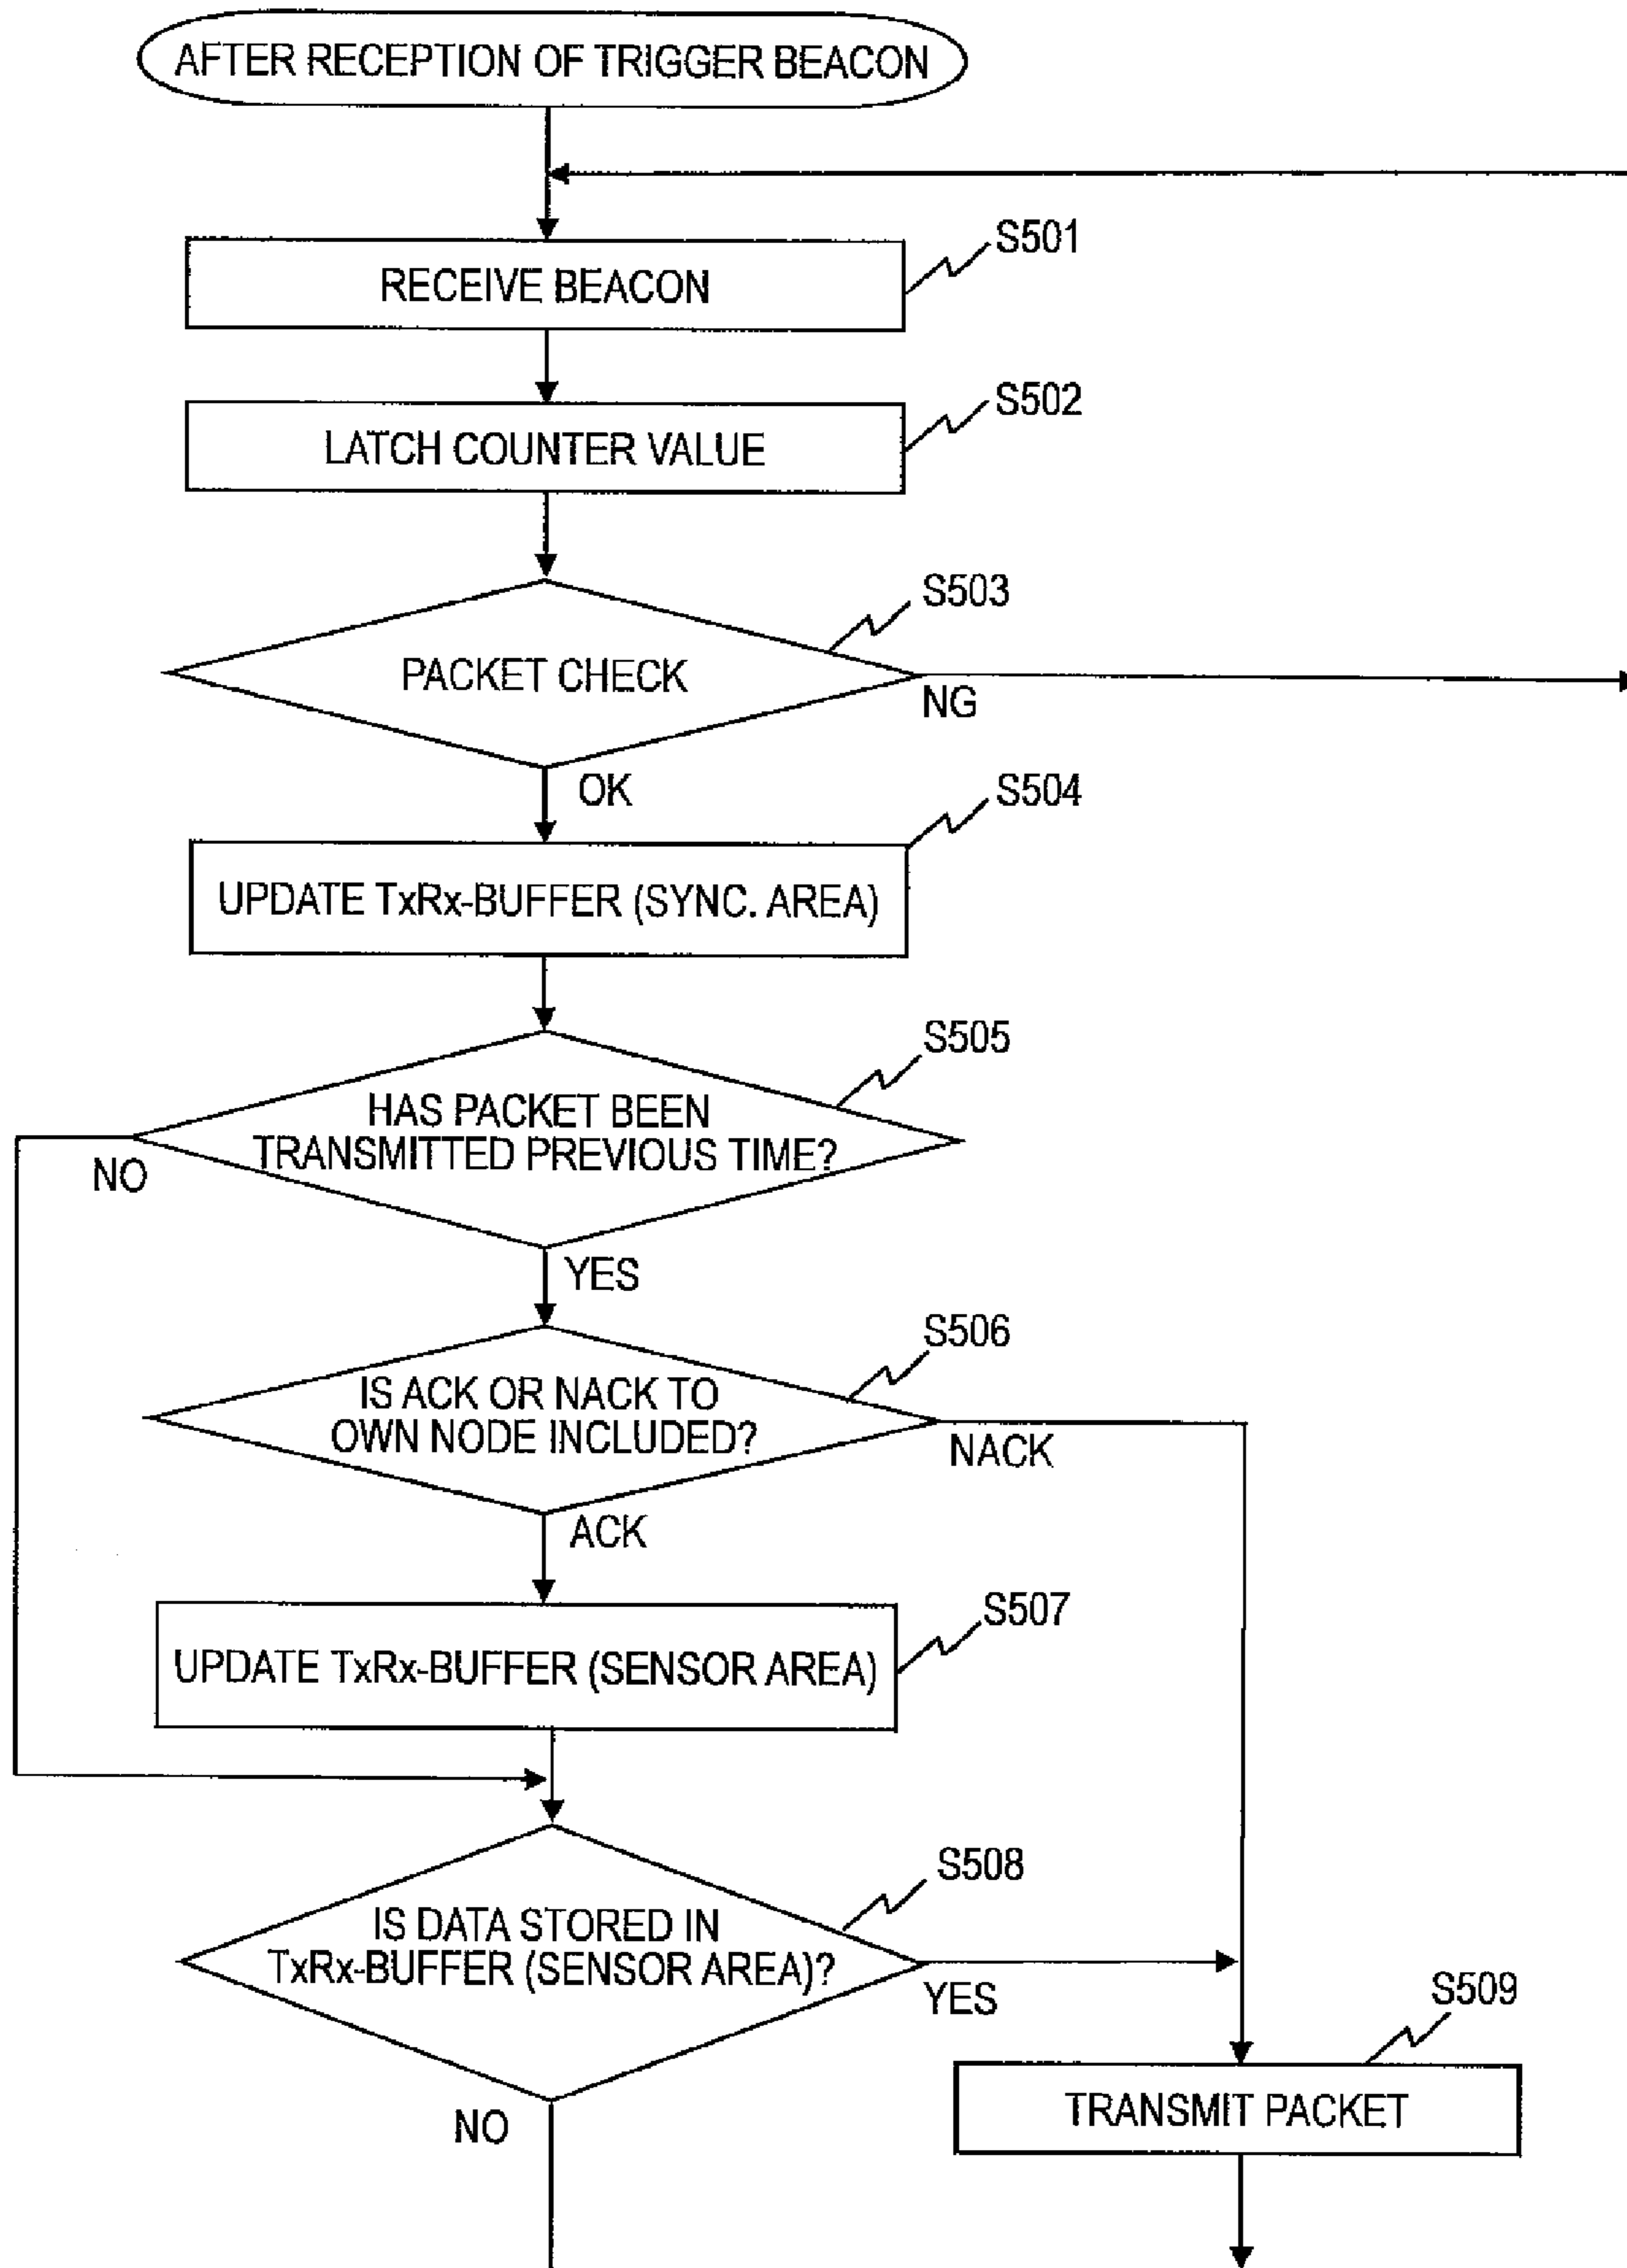 AFTER RECEPTION OF TRIGGER BEACON
S501
RECEIVE BEACON
S502
LATCH COUNTER VALUE
S503
PACKET CHECK
NG
OK
S504
UPDATE TxRx-BUFFER (SYNC. AREA)
S505
HAS PACKET BEEN
TRANSMITTED PREVIOUS TIME?
NO
YES
S506
IS ACK OR NACK TO
OWN NODE INCLUDED?
NACK
ACK
S507
UPDATE TxRx-BUFFER (SENSOR AREA)
S508
IS DATA STORED IN
TxRx-BUFFER (SENSOR AREA)?
YES
S509
TRANSMIT PACKET
NO